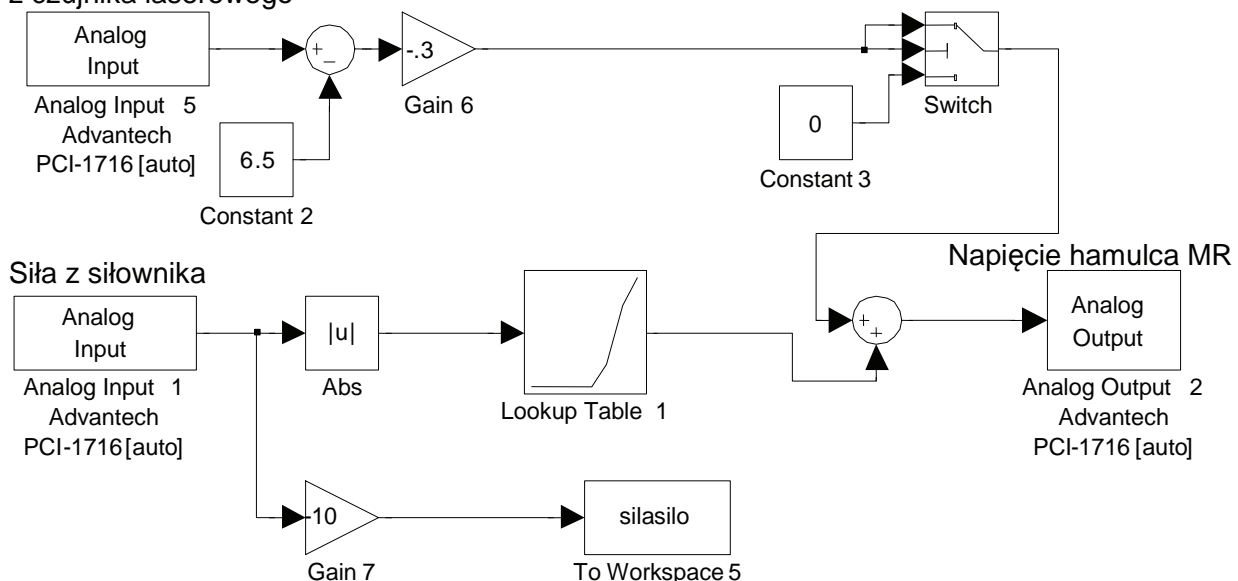 z czujnika laserowego
Analog
Input
Analog Input 5
Advantech
PCI-1716 [auto]
+
−
6.5
Constant 2
-.3
Gain 6
0
Constant 3
Switch
Siła z siłownika
Analog
Input
Analog Input 1
Advantech
PCI-1716 [auto]
|u|
Abs
Lookup Table 1
+
+
Napięcie hamulca MR
Analog
Output
Analog Output 2
Advantech
PCI-1716 [auto]
-10
Gain 7
silasilo
To Workspace 5